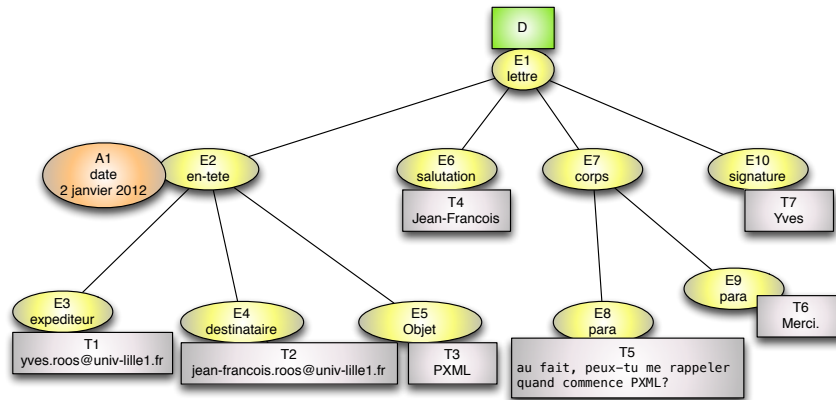 D
E1
lettre
A1
date
2 janvier 2012
E2
en-tete
E6
salutation
T4
Jean-Francois
E7
corps
E10
signature
T7
Yves
E3
expediteur
T1
yves.roos@univ-lille1.fr
E4
destinataire
T2
jean-francois.roos@univ-lille1.fr
E5
Objet
T3
PXML
E8
para
T5
au fait, peux-tu me rappeler
quand commence PXML?
E9
para
T6
Merci.